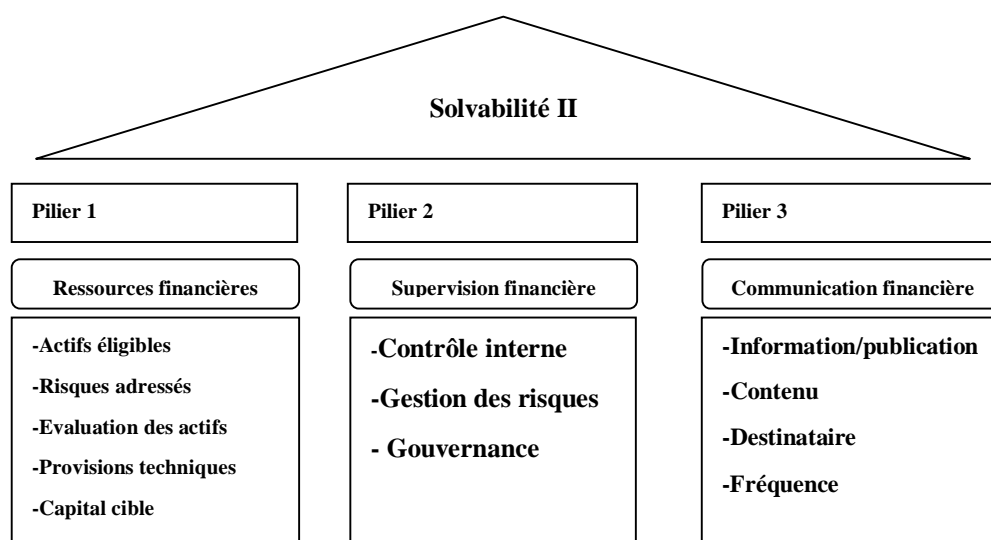 Solvabilité II
Pilier 1
Pilier 2
Pilier 3
Ressources financières
Supervision financière
Communication financière
-Actifs éligibles
-Risques adressés
-Evaluation des actifs
-Provisions techniques
-Capital cible
-Contrôle interne
-Gestion des risques
- Gouvernance
-Information/publication
-Contenu
-Destinataire
-Fréquence